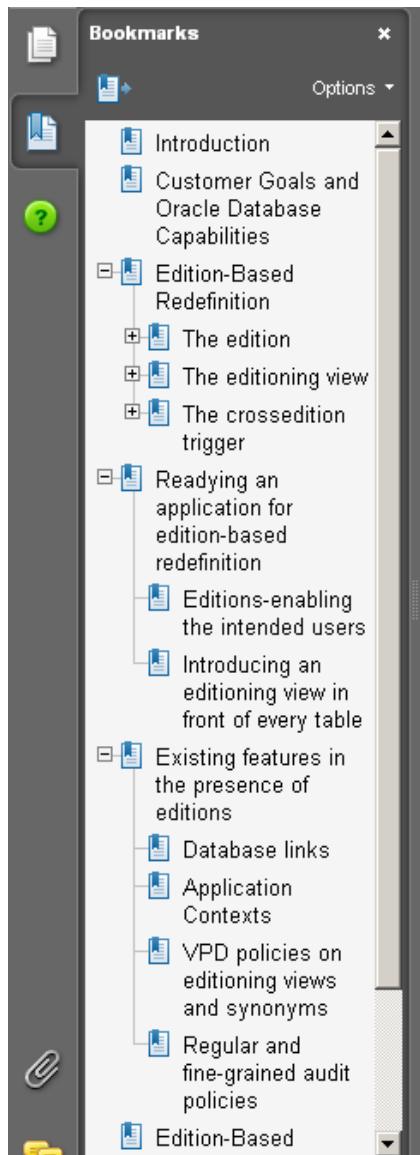 Bookmarks
Options
Introduction
Customer Goals and
Oracle Database
Capabilities
Edition-Based
Redefinition
The edition
The editioning view
The crossedition
trigger
Readying an
application for
edition-based
redefinition
Editions-enabling
the intended users
Introducing an
editioning view in
front of every table
Existing features in
the presence of
editions
Database links
Application
Contexts
VPD policies on
editioning views
and synonyms
Regular and
fine-grained audit
policies
Edition-Based